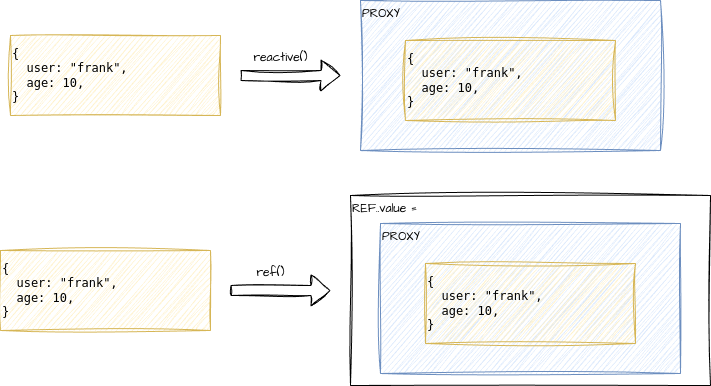 {
  user: "frank",
  age: 10,
}
reactive()
PROXY
{
  user: "frank",
  age: 10,
}
{
  user: "frank",
  age: 10,
}
ref()
REF..value =
PROXY
{
  user: "frank",
  age: 10,
}